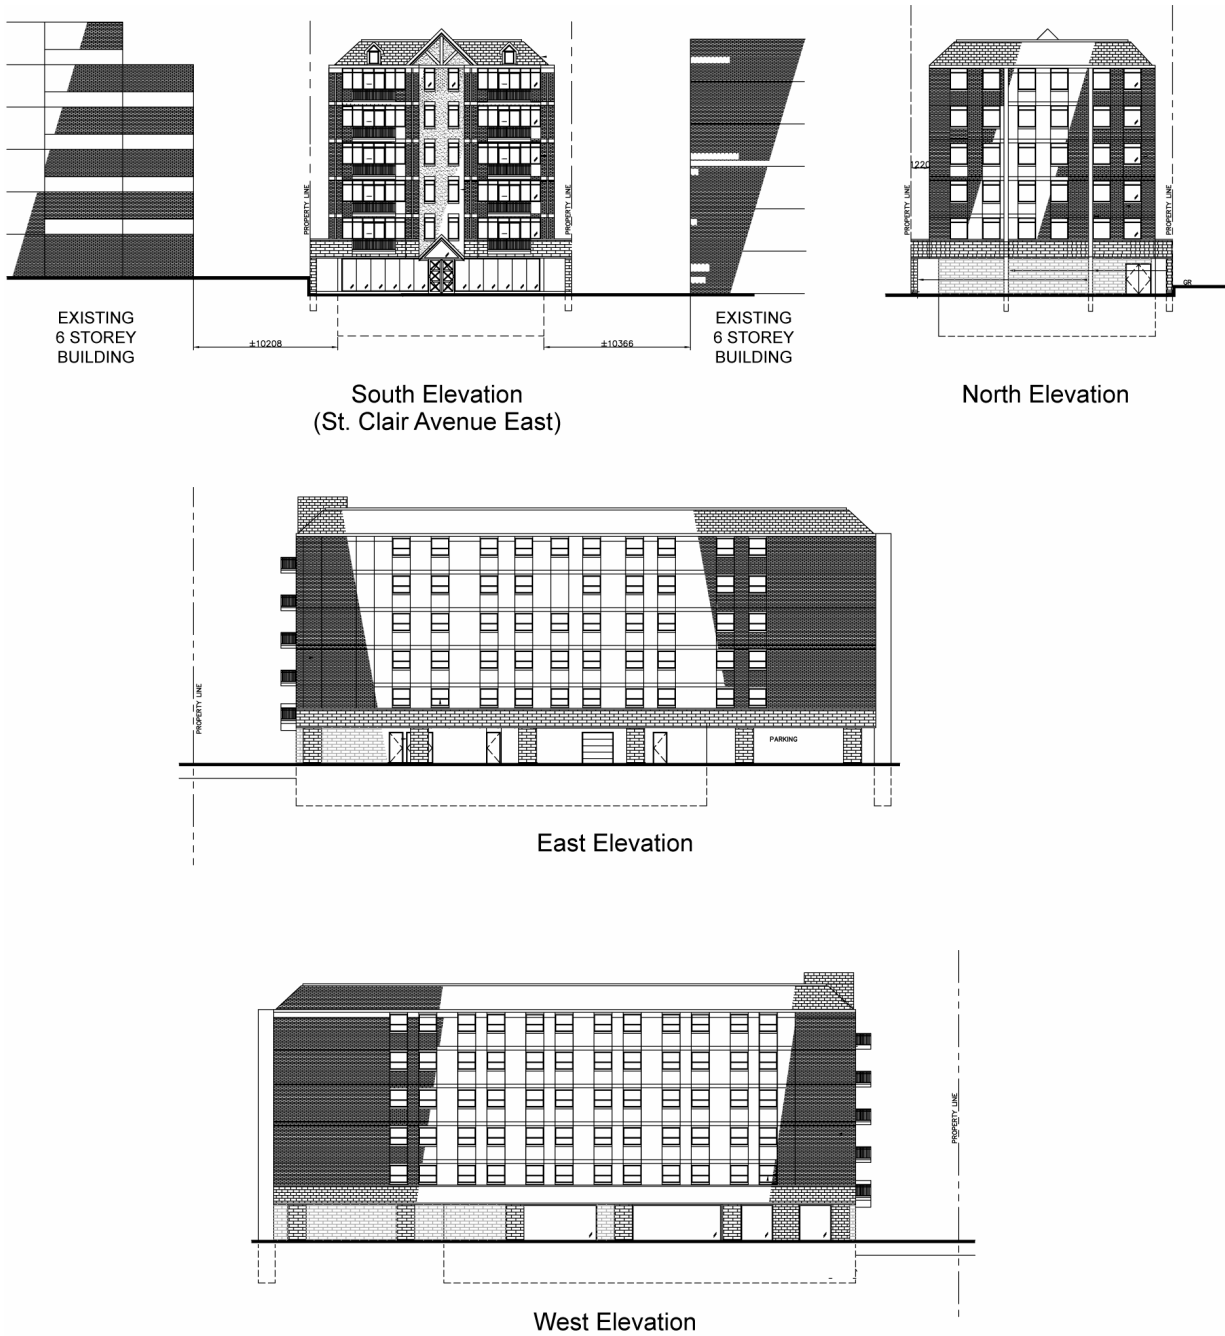 PROPERTY LINE
PROPERTY LINE
PROPERTY LINE
1220
PROPERTY LINE
GR
EXISTING
6 STOREY
BUILDING
±10208
±10366
EXISTING
6 STOREY
BUILDING
South Elevation
(St. Clair Avenue East)
North Elevation
PROPERTY LINE
PARKING
East Elevation
PROPERTY LINE
West Elevation